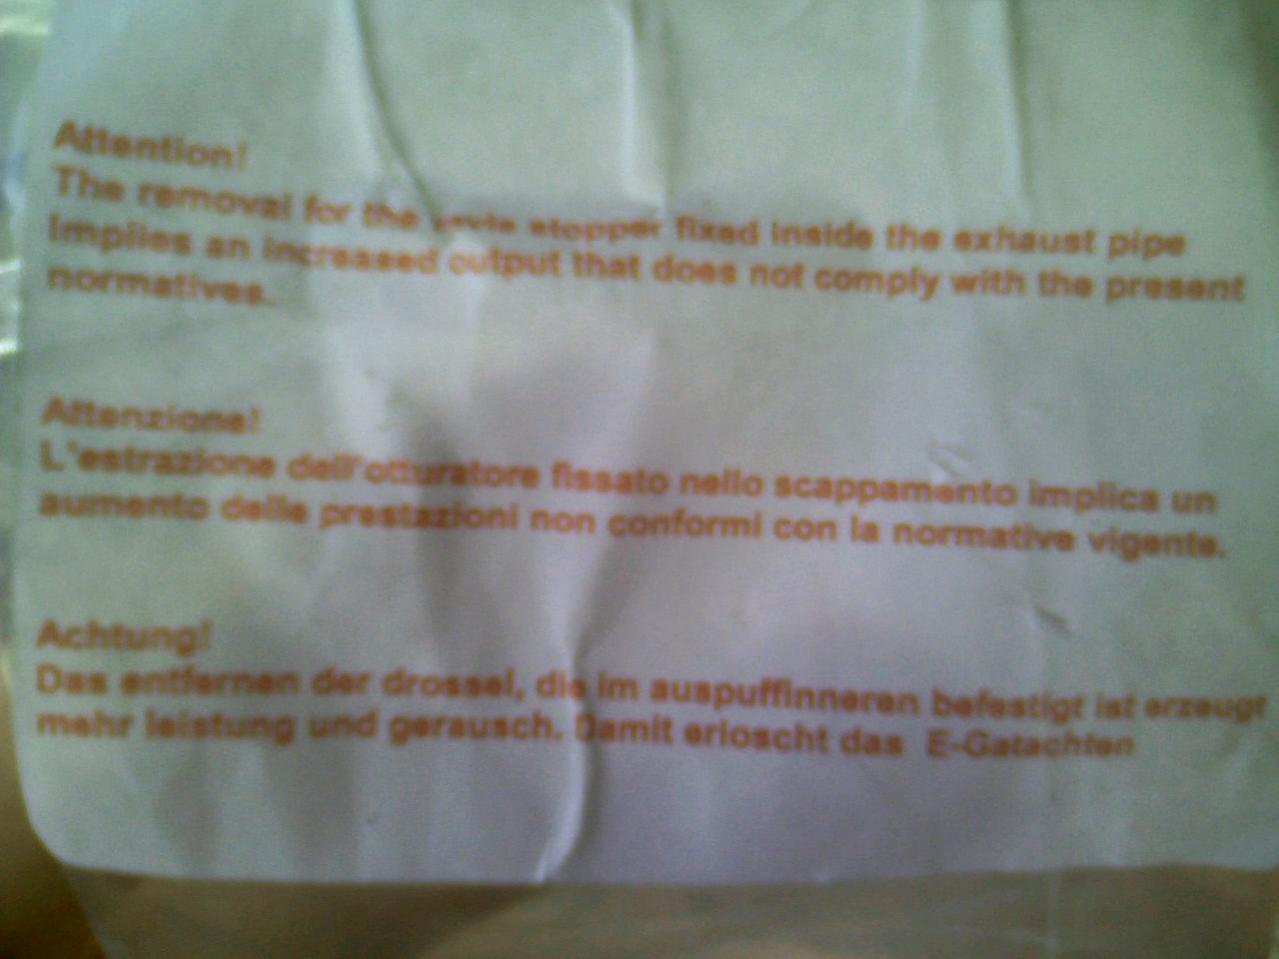 Attention!
The removal for the stopper fixed inside the exhaust pipe
Implies an increased output that does not comply with the present
normatives.
Attenzione!
L'estrazione dell'otturatore fissato nello scappamento implica un
aumento delle prestazioni non conformi con la normative vigente.
Achtung!
Das entfernen der drossel, die im auspuffinneren befestigt ist erzeugt
mehr leistung und gerausch. Damit erloscht das E-Gatachten